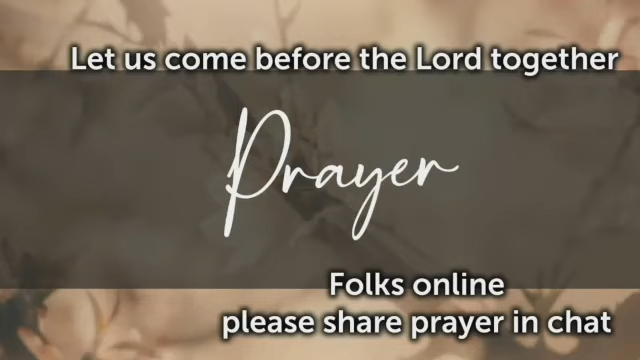 Let us come before the Lord together
Prayer
Folks online
please share prayer in chat